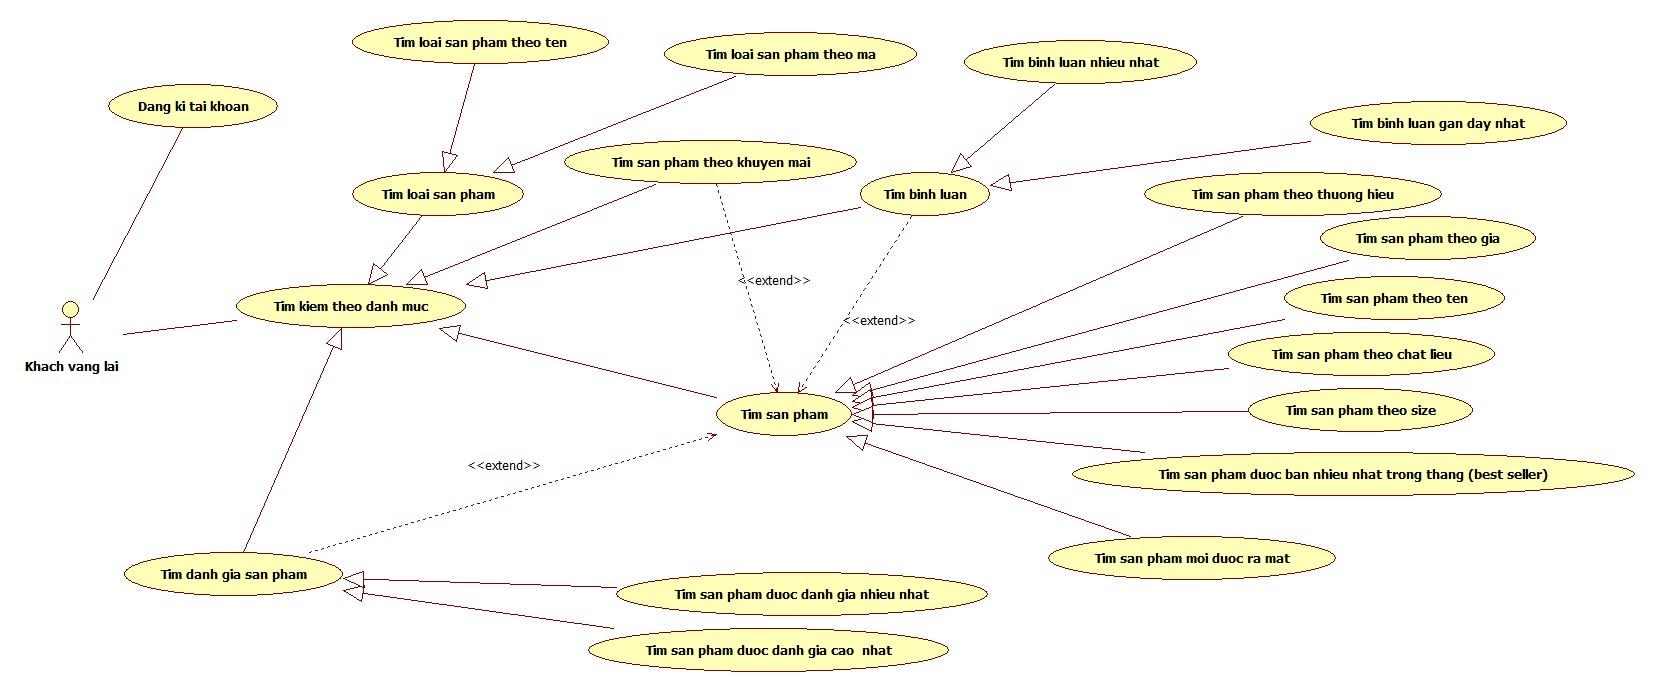 Tim loai san pham theo ten
Tim loai san pham theo ma
Tim binh luan nhieu nhat
Dang ki tai khoan
Tim binh luan gan day nhat
Tim san pham theo khuyen mai
Tim loai san pham
Tim binh luan
Tim san pham theo thuong hieu
Tim san pham theo gia
<<extend>>
Tim kiem theo danh muc
Tim san pham theo ten
<<extend>>
Khach vang lai
Tim san pham theo chat lieu
Tim san pham
Tim san pham theo size
<<extend>>
Tim san pham duoc ban nhieu nhat trong thang (best seller)
Tim san pham moi duoc ra mat
Tim danh gia san pham
Tim san pham duoc danh gia nhieu nhat
Tim san pham duoc danh gia cao  nhat